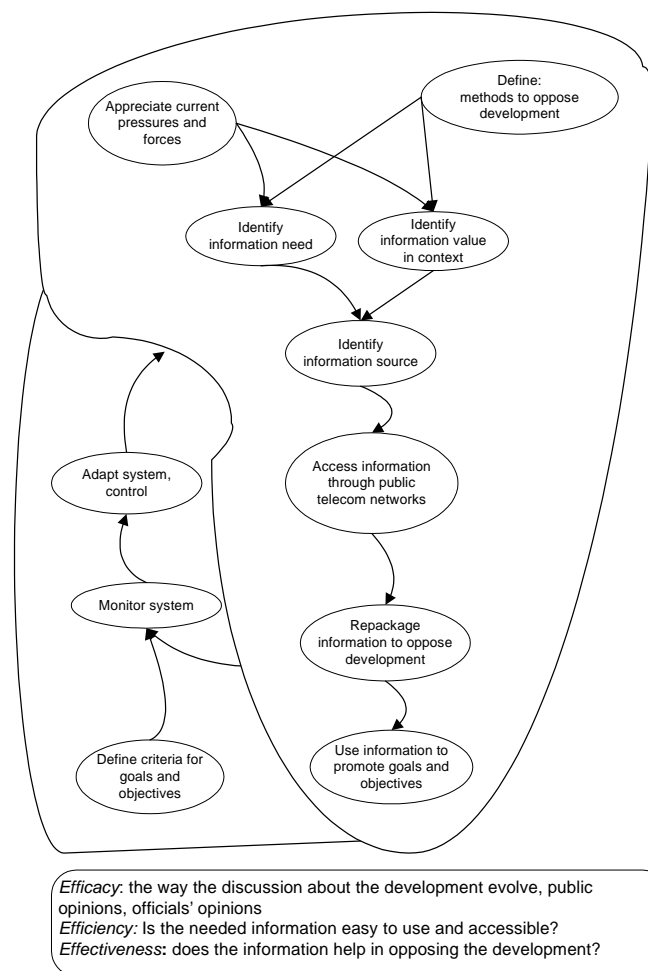 Appreciate current
pressures and
forces
Define:
methods to oppose
development
Identify
information need
Identify
information value
in context
Identify
information source
Access information
through public
telecom networks
Adapt system,
control
Monitor system
Repackage
information to oppose
development
Define criteria for
goals and
objectives
Use information to
promote goals and
objectives
Efficacy: the way the discussion about the development evolve, public
opinions, officials' opinions
Efficiency: Is the needed information easy to use and accessible?
Effectiveness: does the information help in opposing the development?